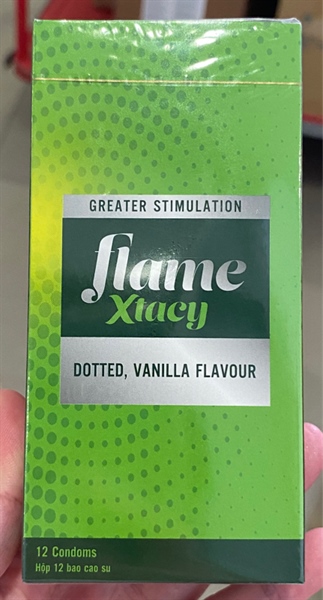 GREATER STIMULATION
flame
Xtacy
DOTTED, VANILLA FLAVOUR
12 Condoms
Hộp 12 bao cao su